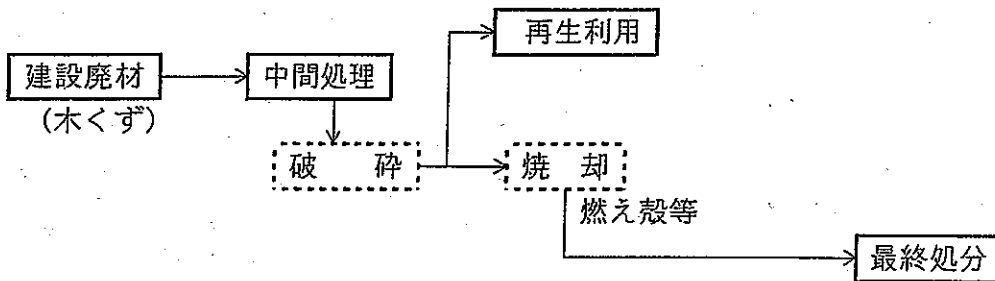 再生利用
建設廃材
中間処理
(木くず)
破　砕
焼　却
燃え殻等
最終処分